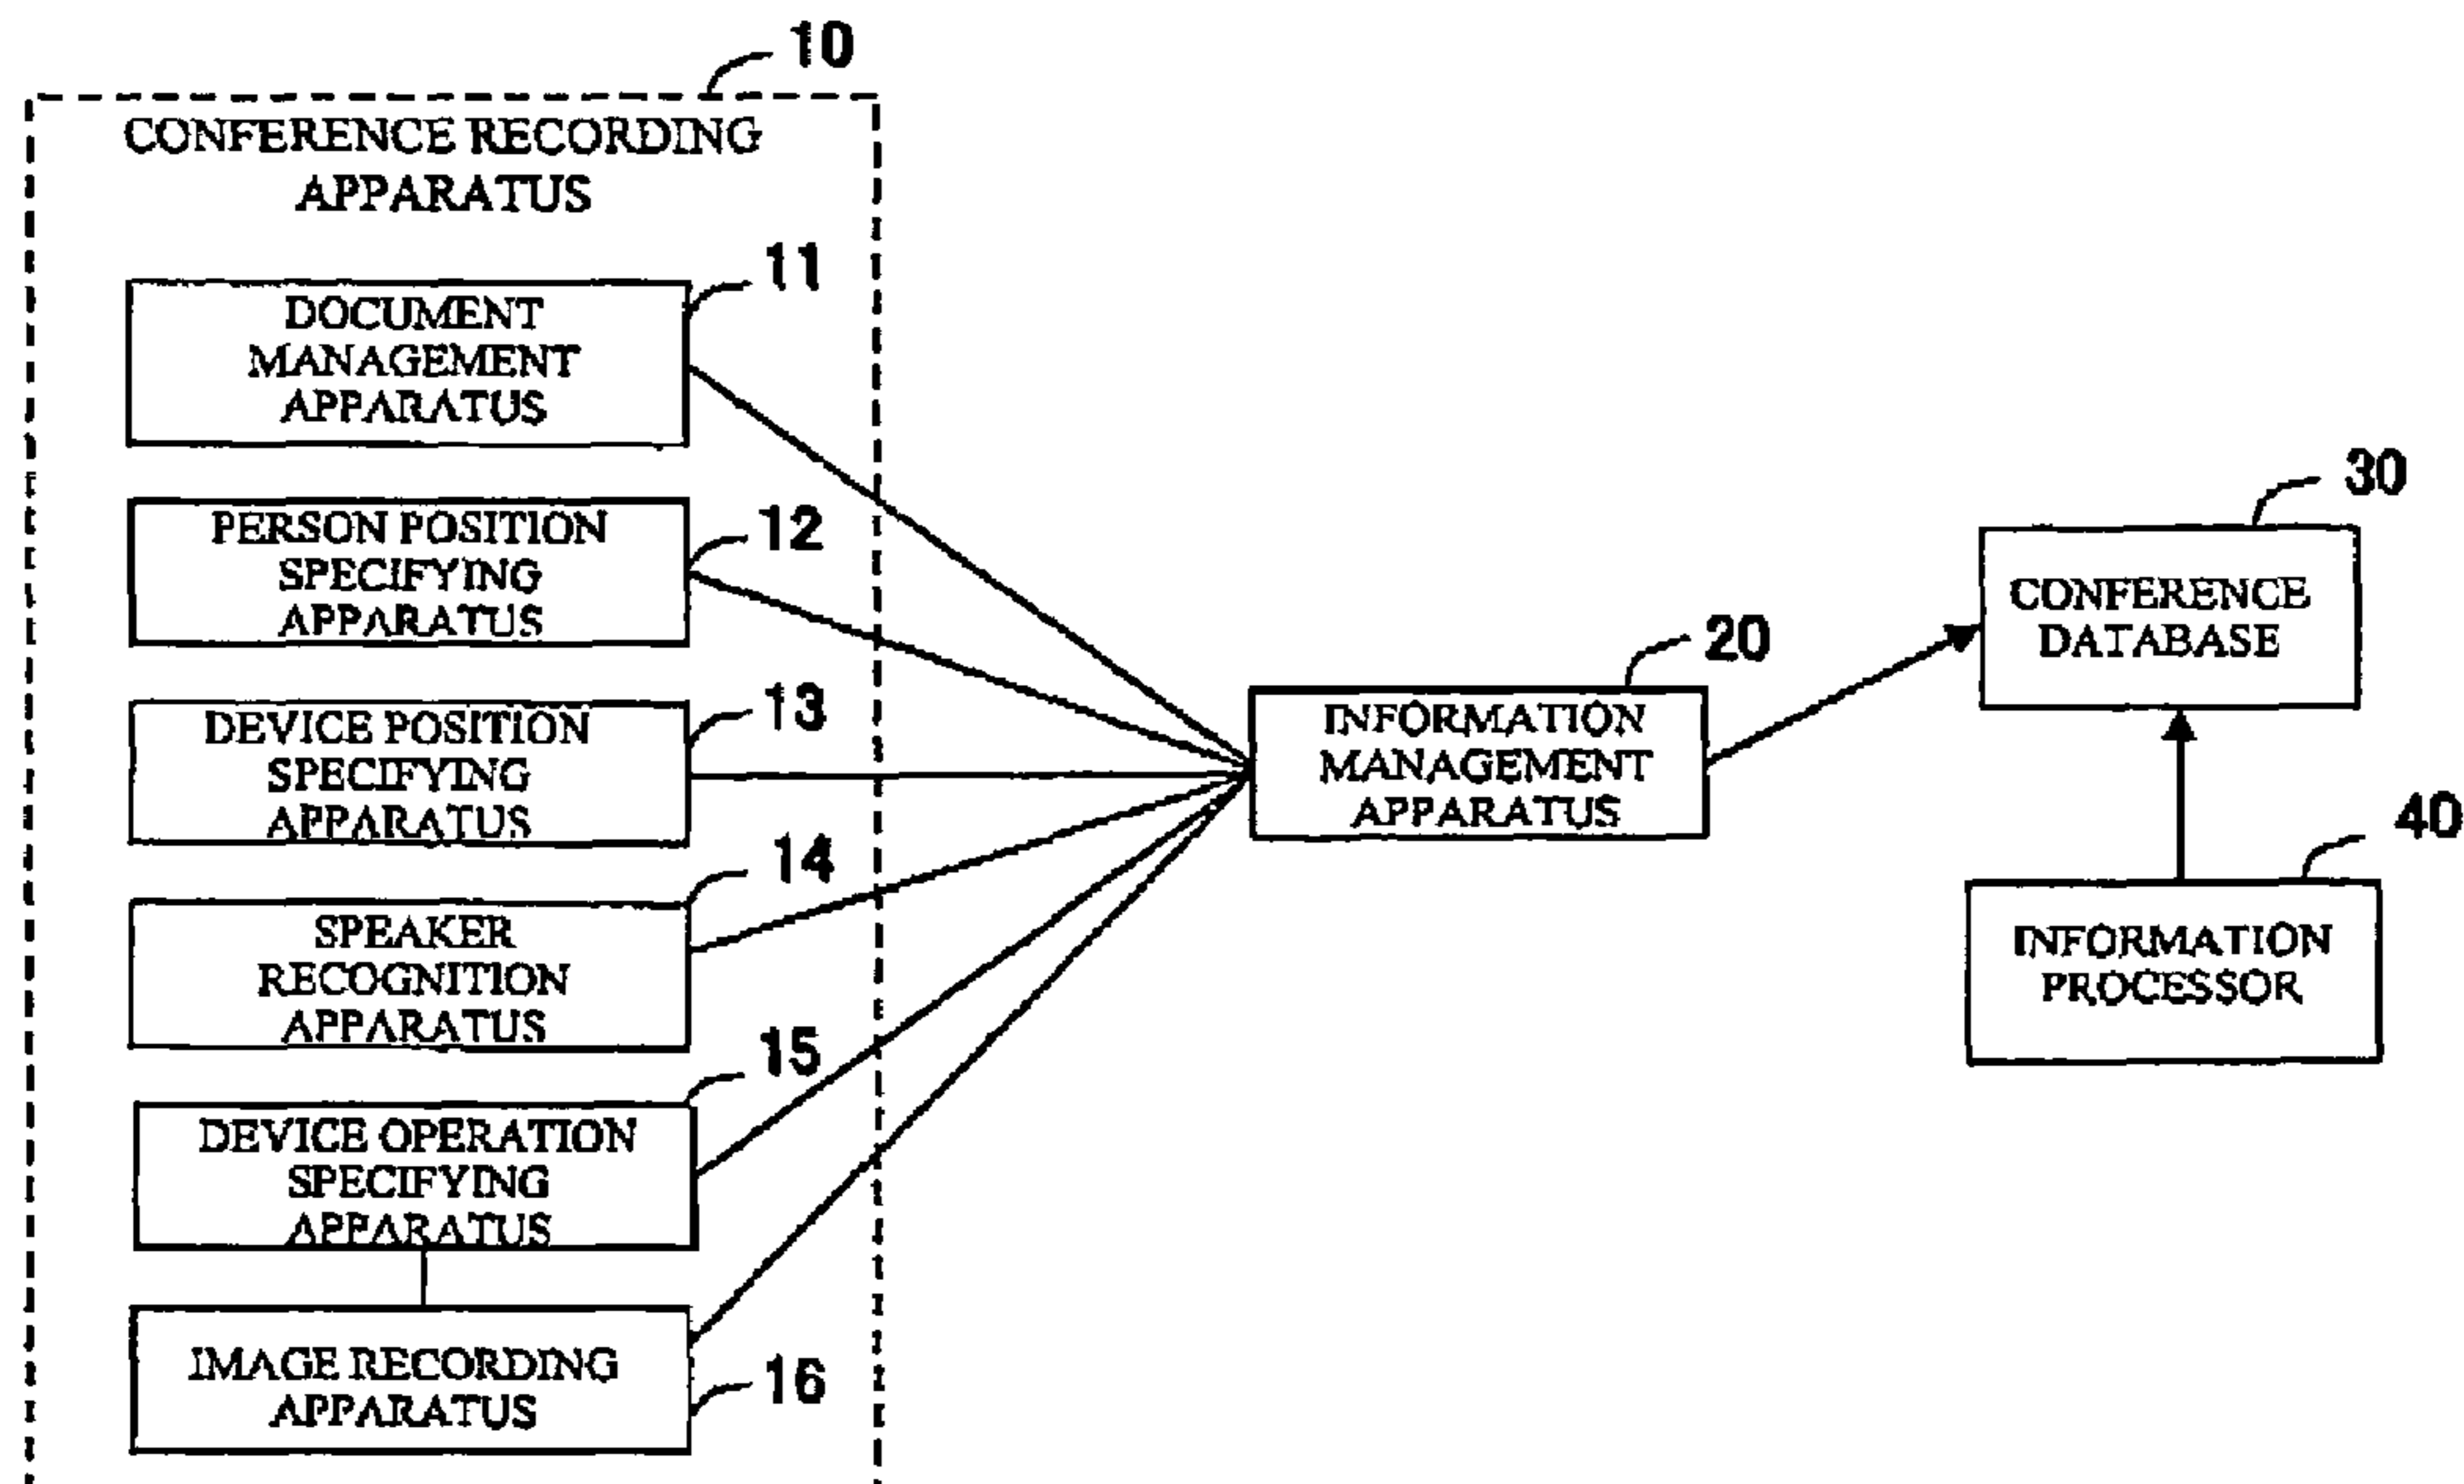 10
CONFERENCE RECORDING
APPARATUS
11
DOCUMENT
MANAGEMENT
APPARATUS
12
PERSON POSITION
SPECIFYING
APPARATUS
13
DEVICE POSITION
SPECIFYING
APPARATUS
14
SPEAKER
RECOGNITION
APPARATUS
15
DEVICE OPERATION
SPECIFYING
APPARATUS
16
IMAGE RECORDING
APPARATUS
20
INFORMATION
MANAGEMENT
APPARATUS
30
CONFERENCE
DATABASE
40
INFORMATION
PROCESSOR